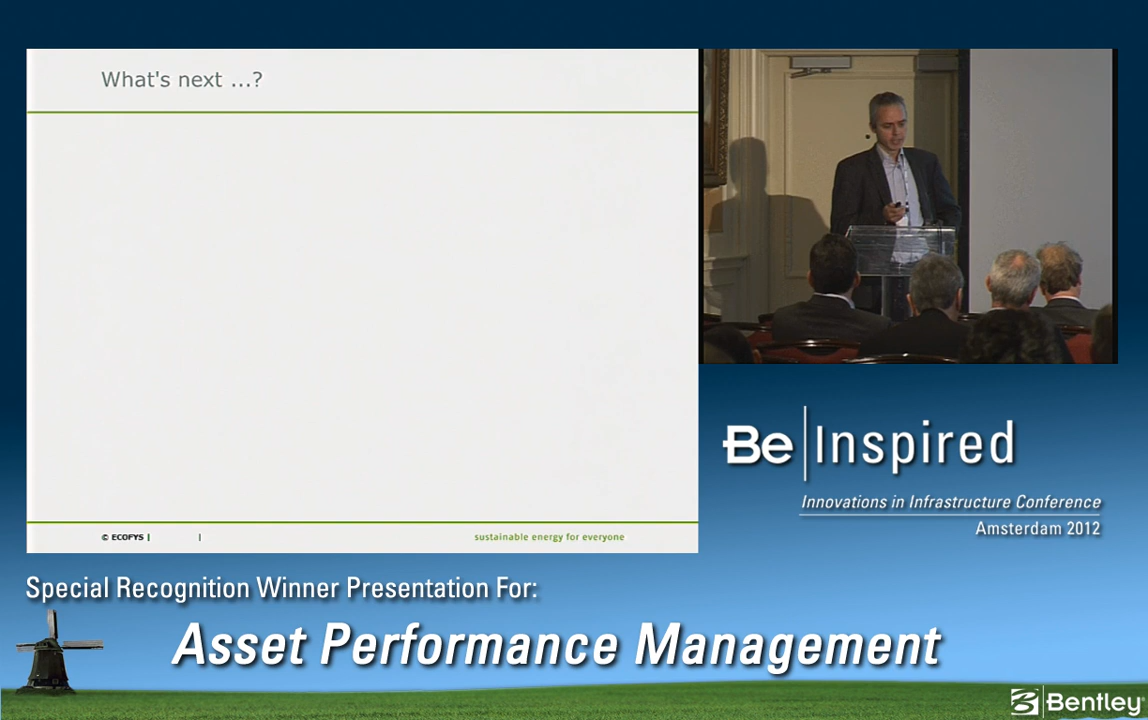 What's next ...?
© ECOFYS | |
sustainable energy for everyone
Be Inspired
Innovations in Infrastructure Conference
Amsterdam 2012
Special Recognition Winner Presentation For:
Asset Performance Management
Bentley